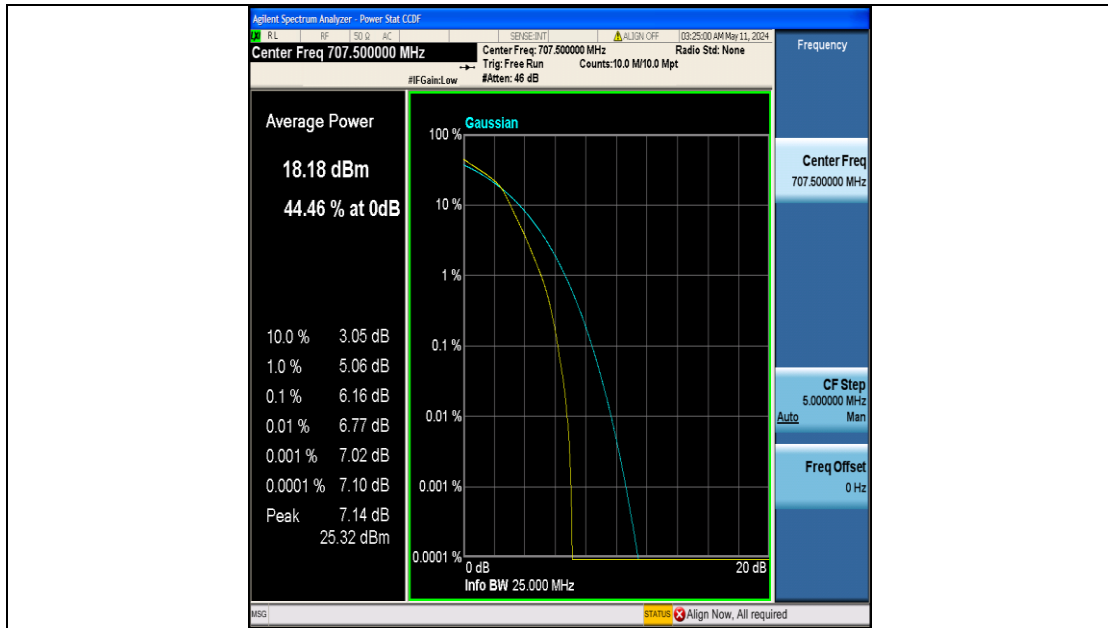 Agilent Spectrum Analyzer - Power Stat CCDF
RL RF 50 Ω AC SENSE:INT ALIGN OFF 03:25:00 AM May 11, 2024
Center Freq 707.500000 MHz
Center Freq: 707.500000 MHz Radio Std: None
Trig: Free Run Counts:10.0 M/10.0 Mpt
#IFGain:Low #Atten: 46 dB
Frequency
Average Power
18.18 dBm
44.46 % at 0dB
10.0 % 3.05 dB
1.0 % 5.06 dB
0.1 % 6.16 dB
0.01 % 6.77 dB
0.001 % 7.02 dB
0.0001 % 7.10 dB
Peak 7.14 dB
25.32 dBm
Gaussian
100 %
10 %
1 %
0.1 %
0.01 %
0.001 %
0.0001 %
0 dB 20 dB
Info BW 25.000 MHz
Center Freq
707.500000 MHz
CF Step
5.000000 MHz
Auto Man
Freq Offset
0 Hz
MSG STATUS Align Now, All required